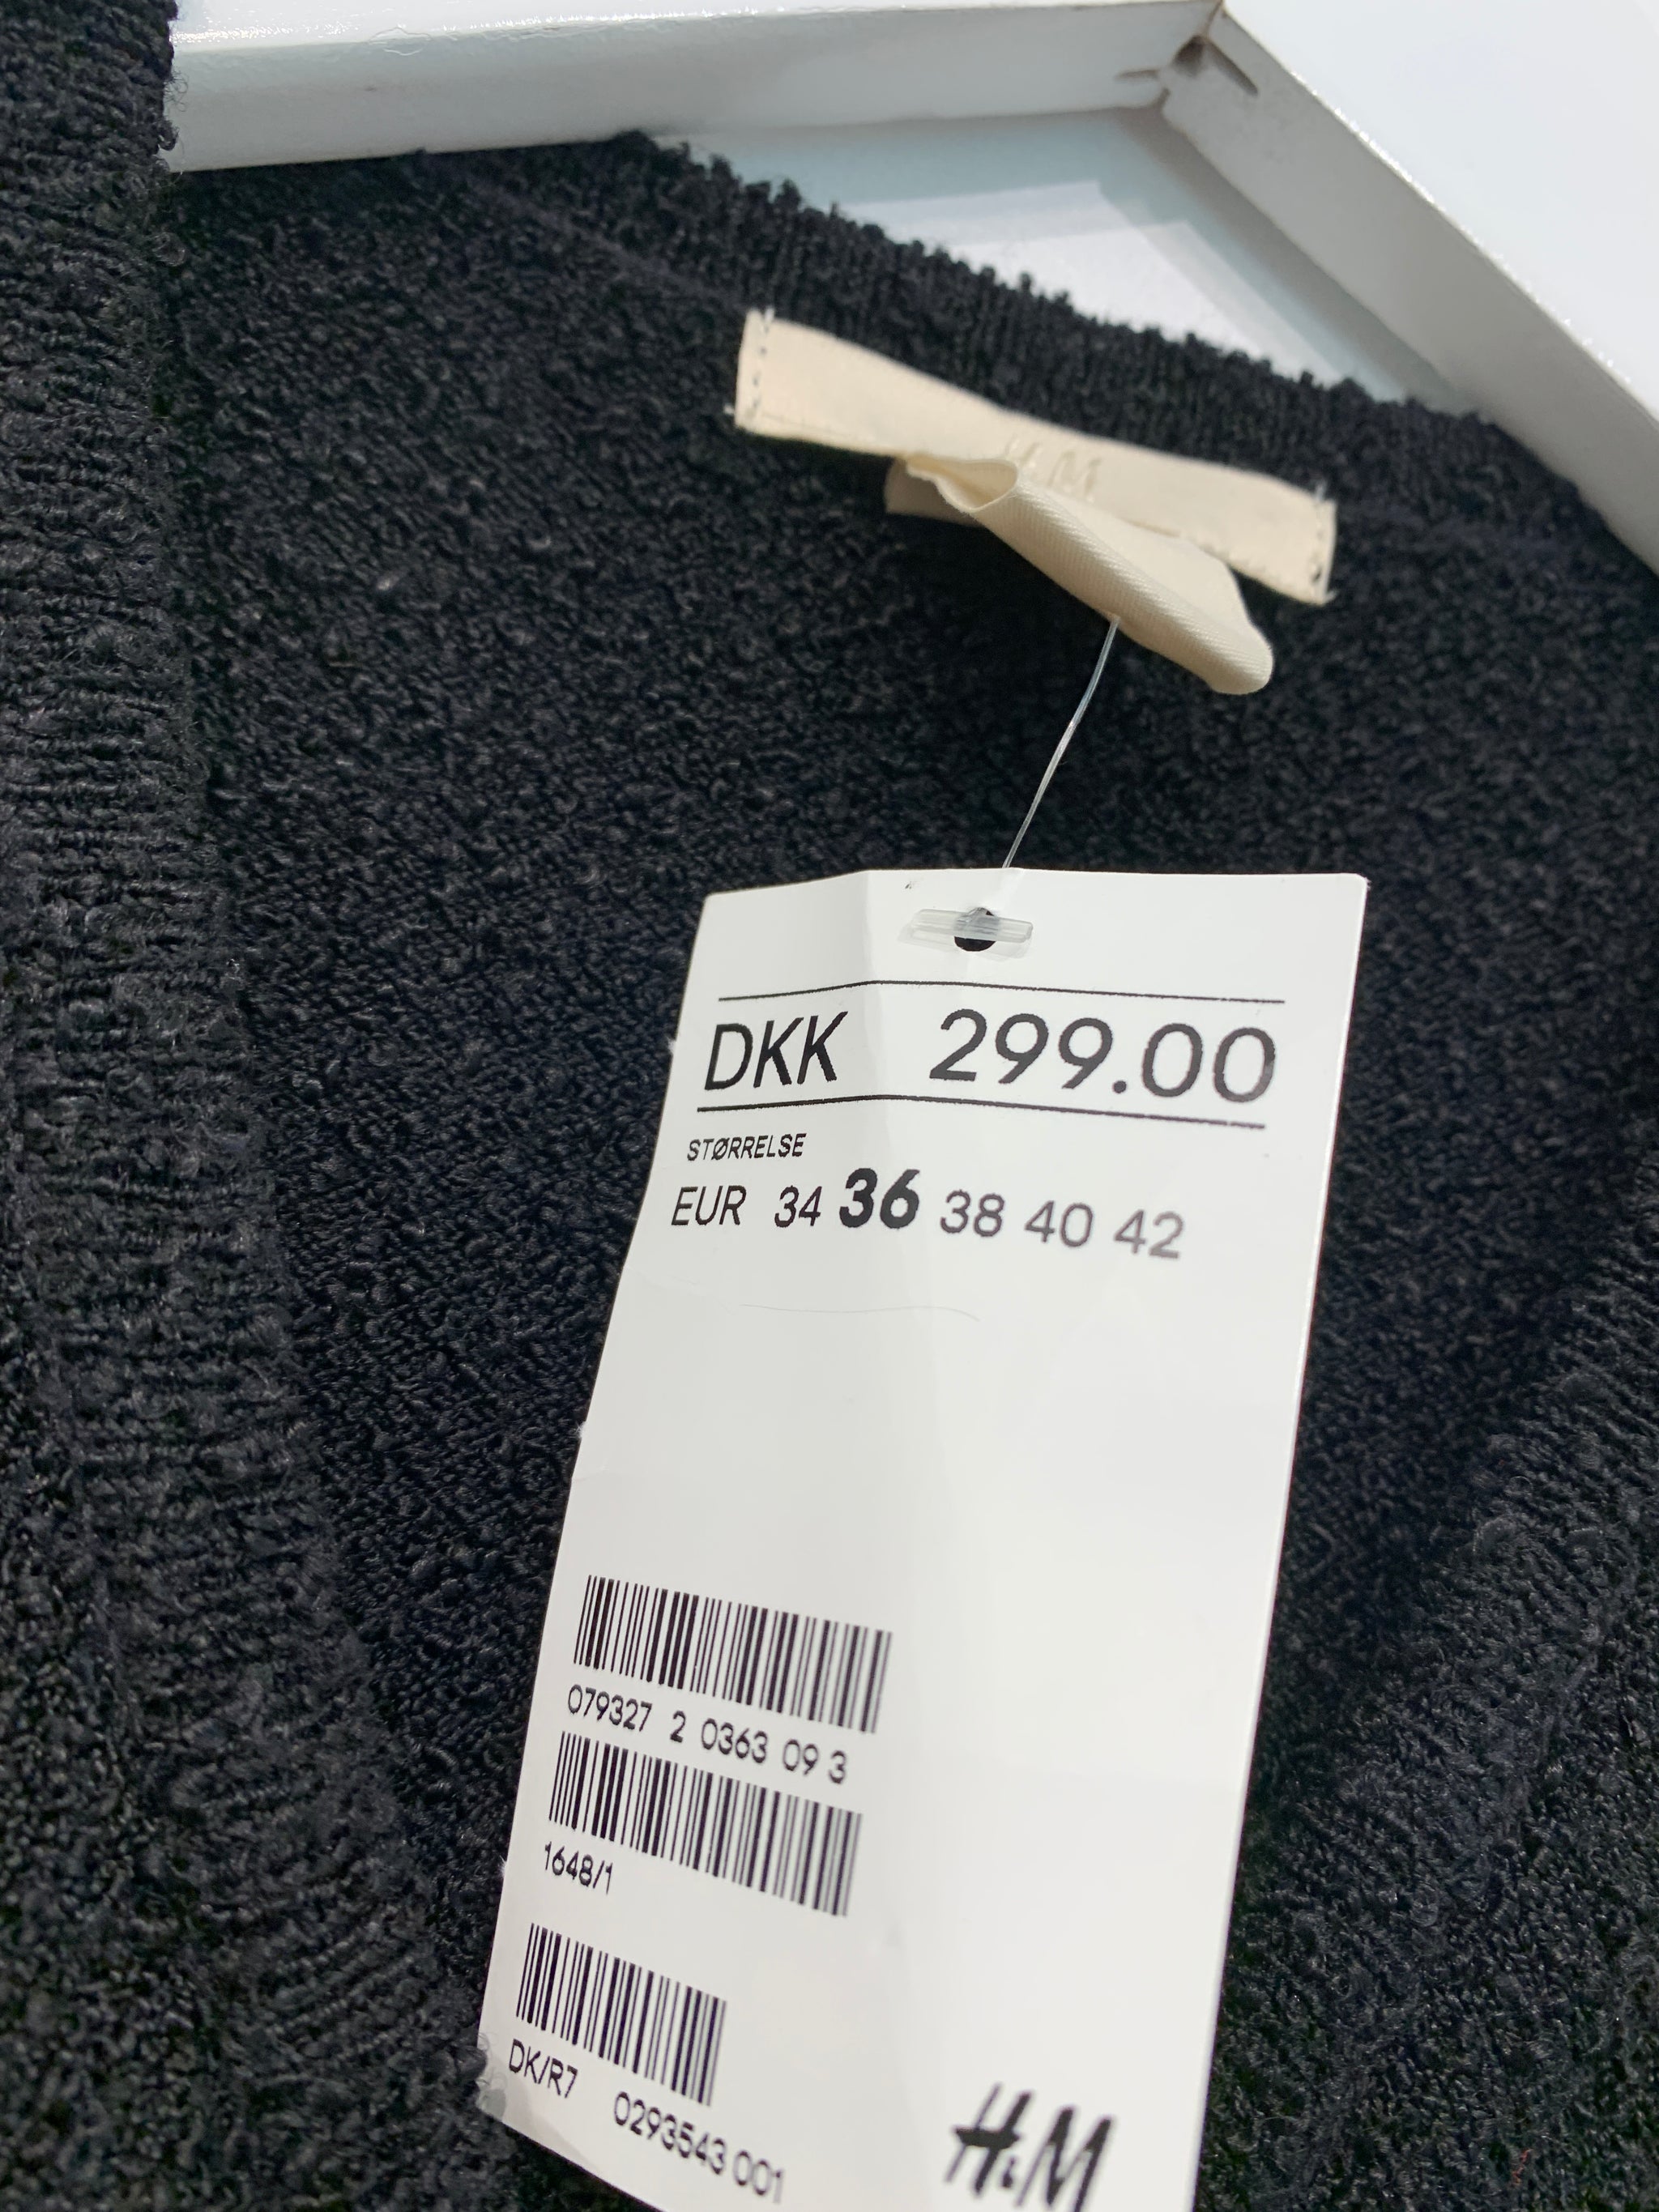 H&M
DKK 299.00
STØRRELSE
EUR 34 36 38 40 42
079327 2 0363 09 3
1648/1
DK/R7 0293543 001
H&M